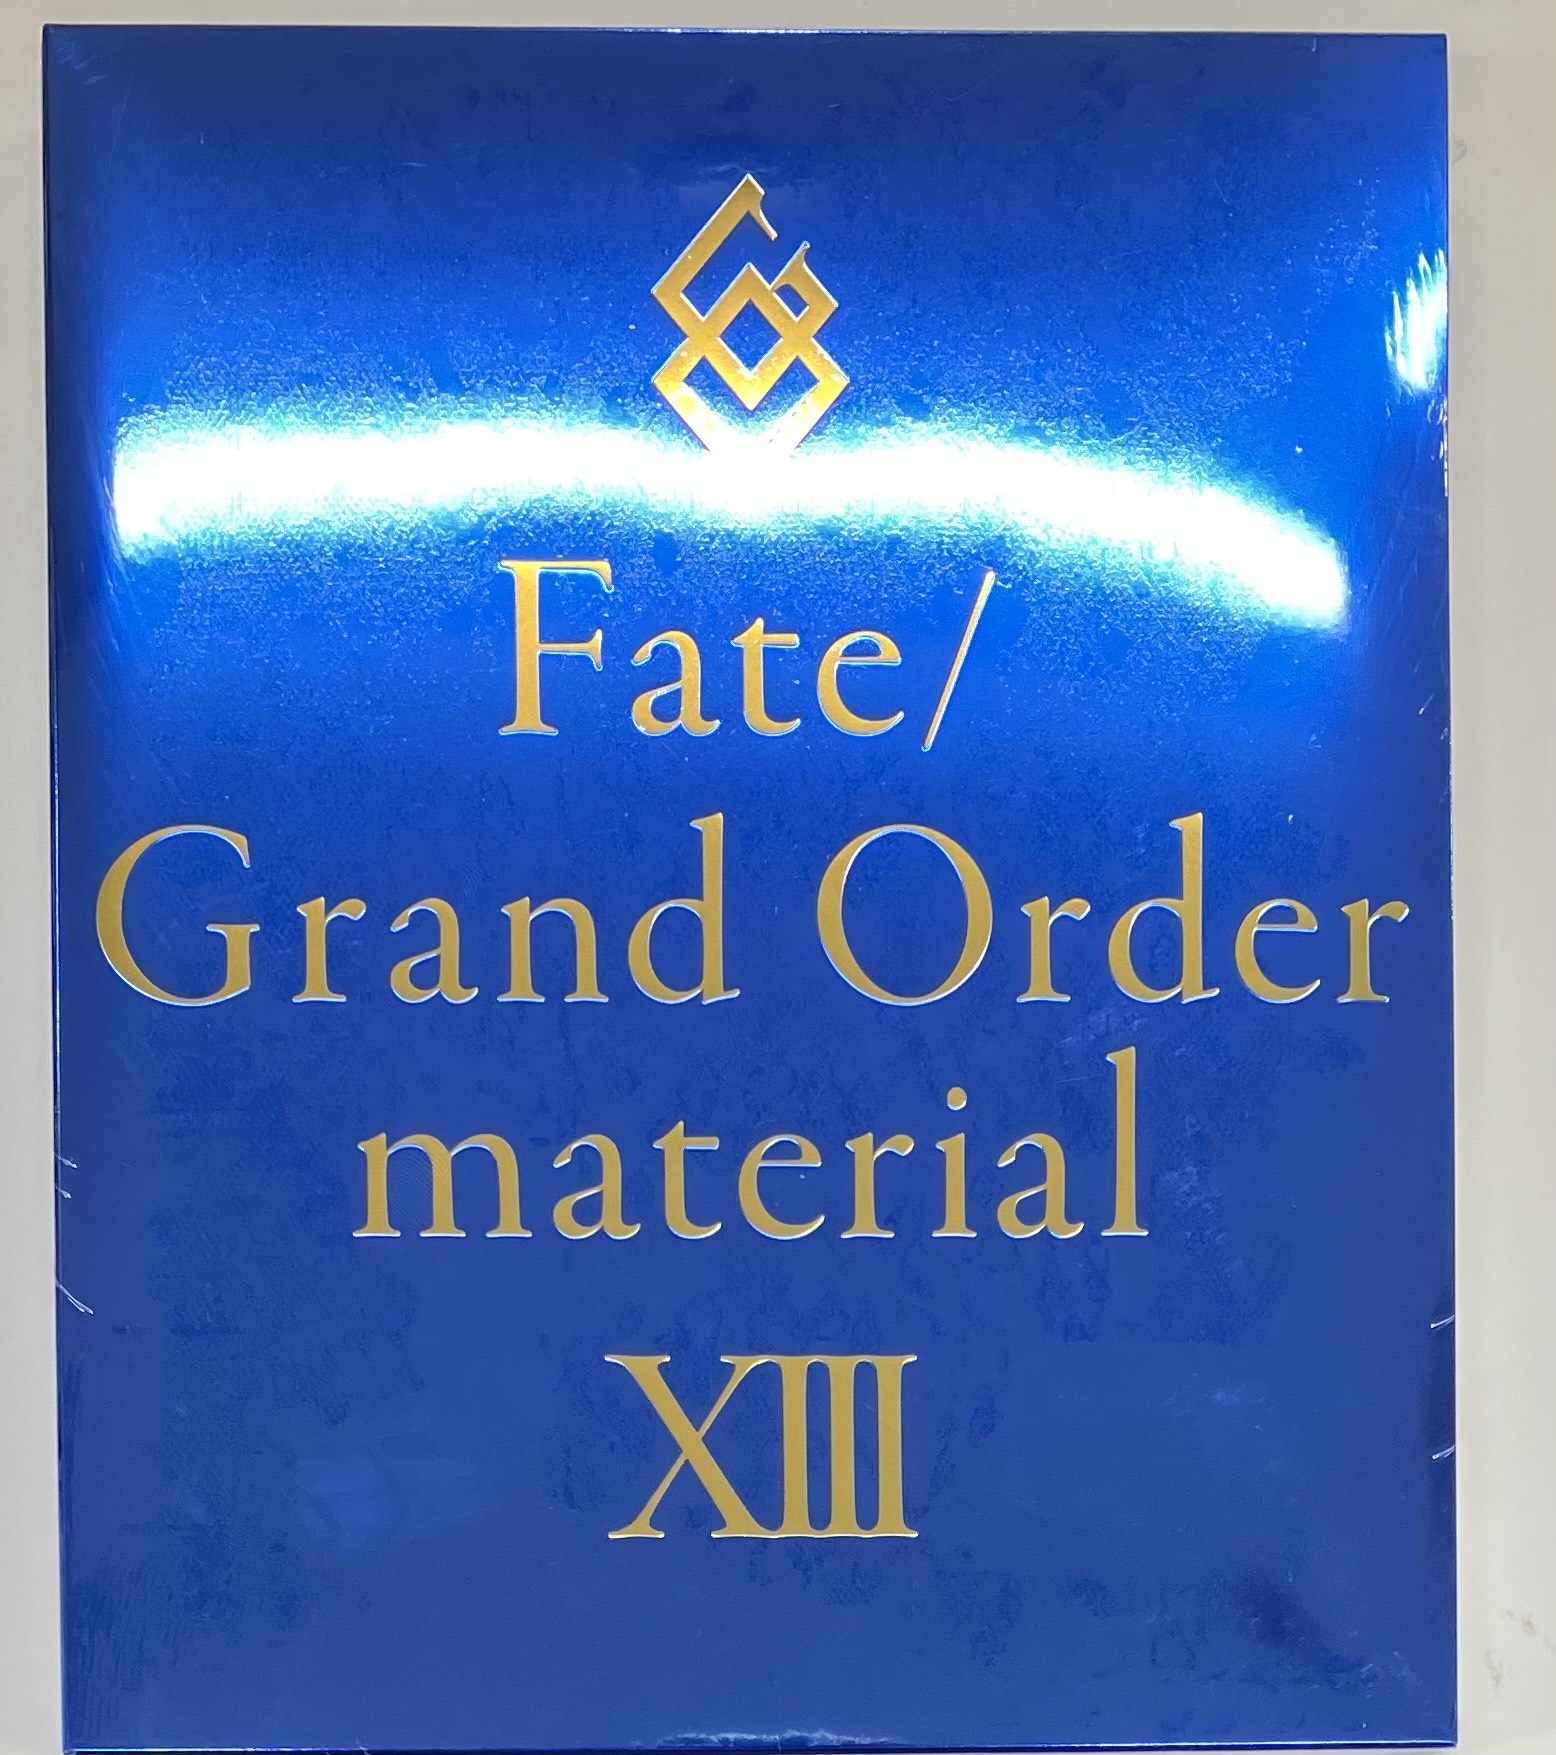 Fate/
Grand Order
material
XIII